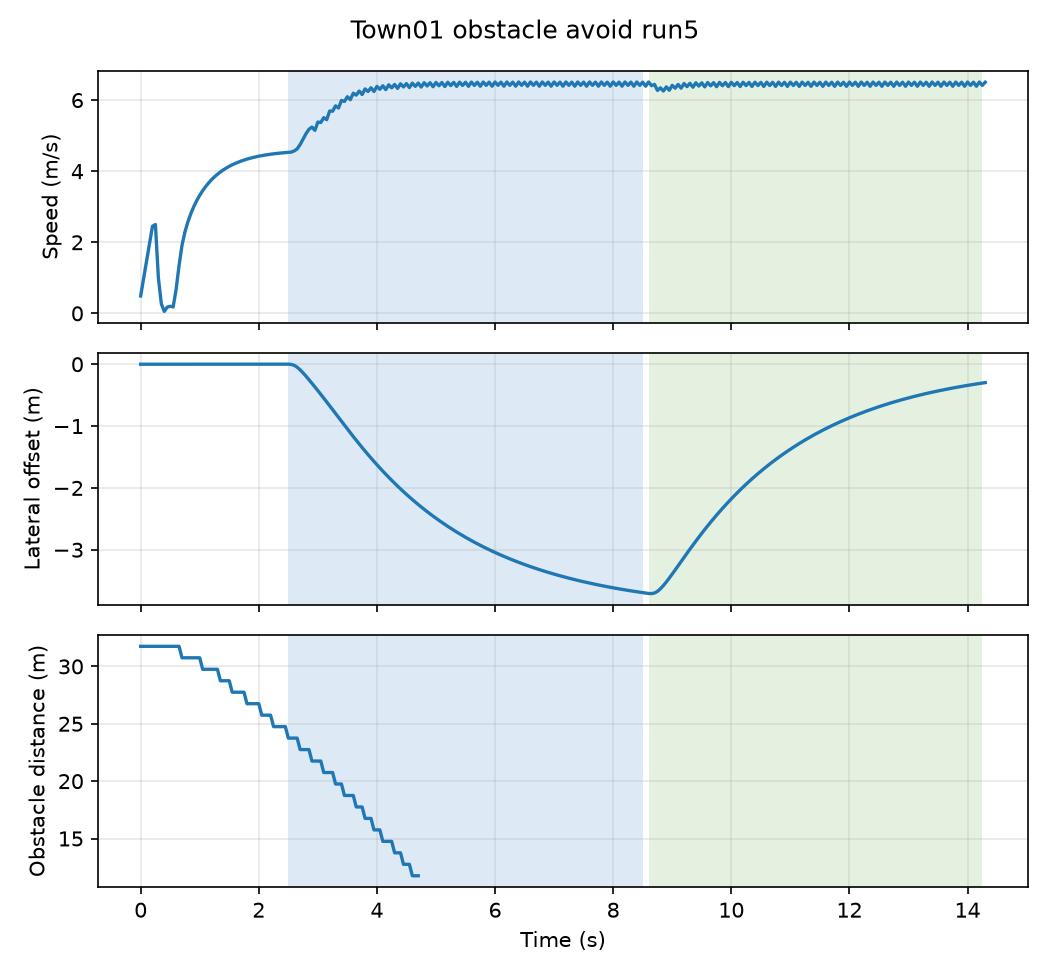 Town01 obstacle avoid run5
Speed (m/s)
6
4
2
0
Lateral offset (m)
0
−1
−2
−3
Obstacle distance (m)
30
25
20
15
0 2 4 6 8 10 12 14
Time (s)